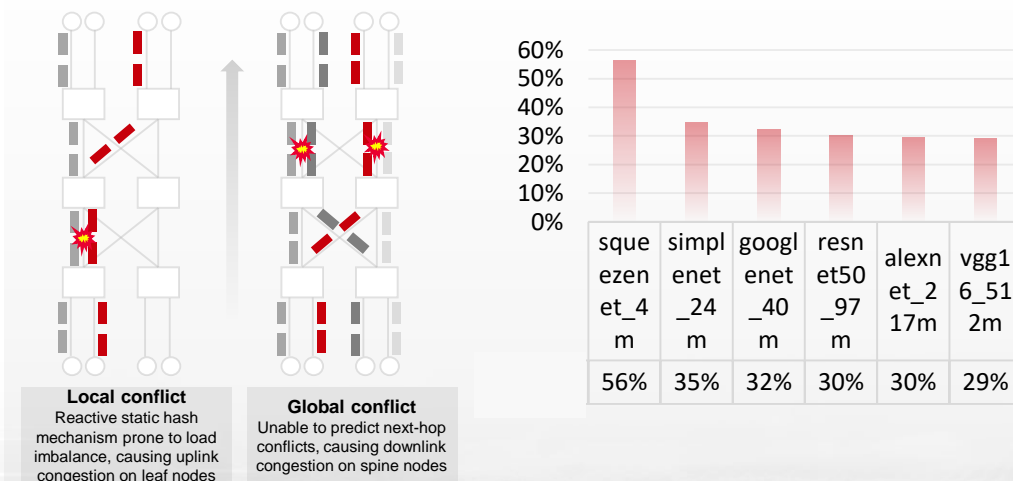 Local conflict
Reactive static hash
mechanism prone to load
imbalance, causing uplink
congestion on leaf nodes
Global conflict
Unable to predict next-hop
conflicts, causing downlink
congestion on spine nodes
60%
50%
40%
30%
20%
10%
0%
sque
ezen
et_4
m
simpl
enet
_24
m
googl
enet
_40
m
resn
et50
_97
m
alexn
et_2
17m
vgg1
6_51
2m
56%
35%
32%
30%
30%
29%